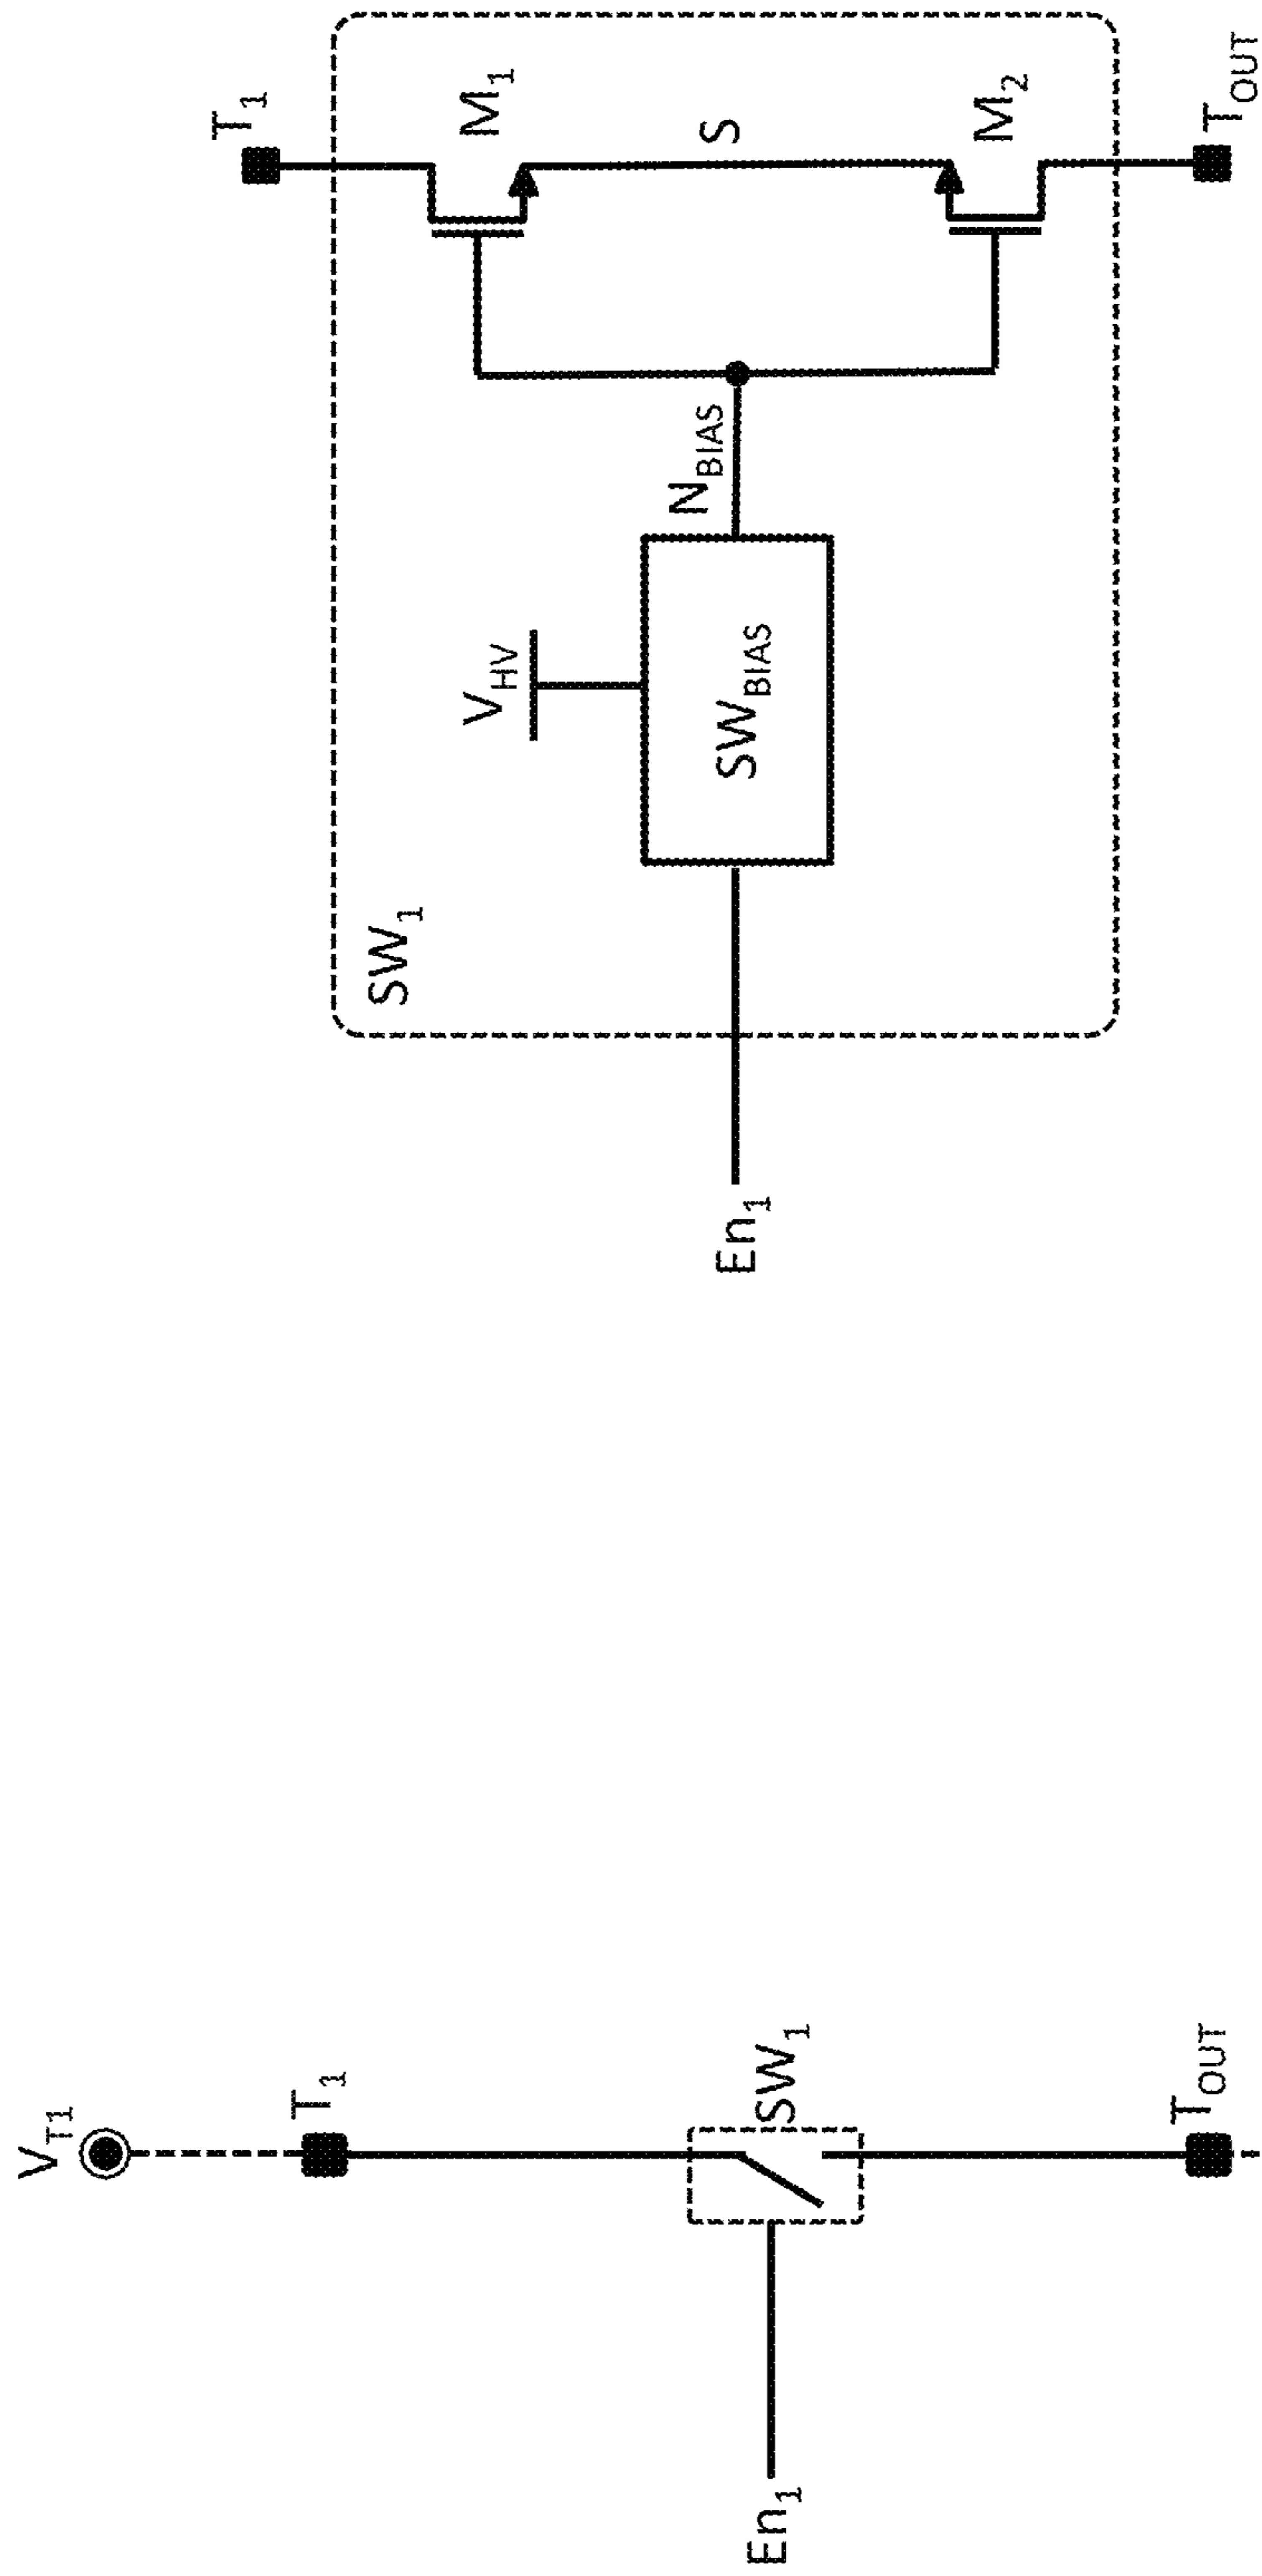 V_T1
T_1
SW_1
En_1
T_OUT
T_1
SW_1
M_1
V_HV
N_BIAS
S
SW_BIAS
En_1
M_2
T_OUT